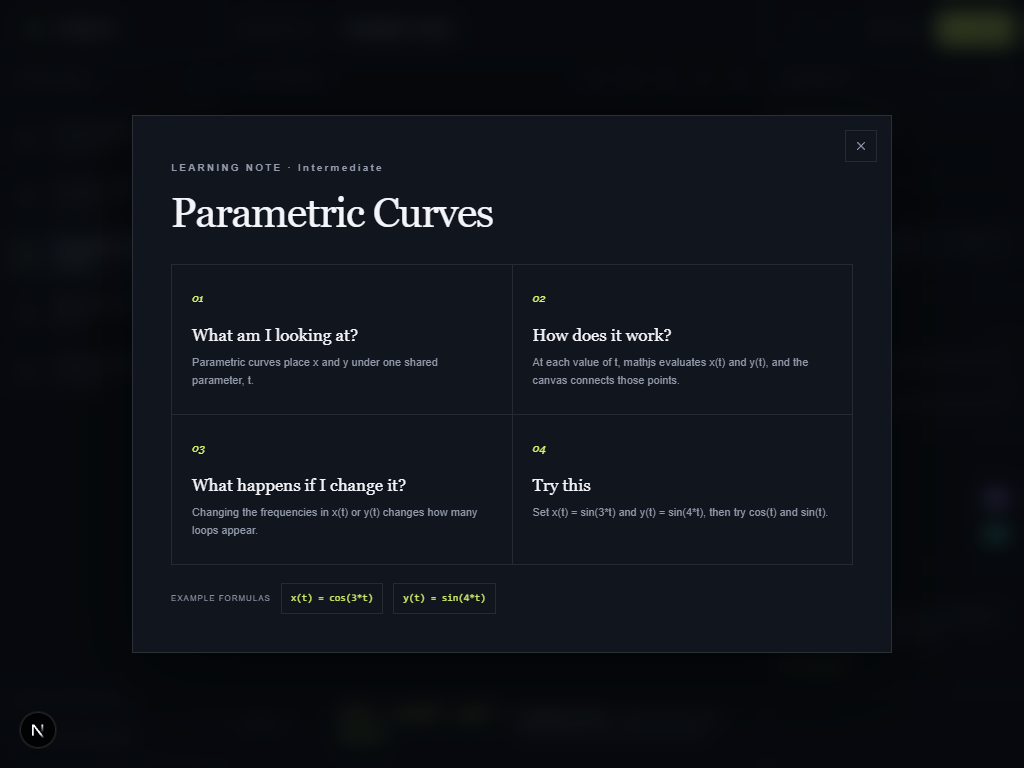 LEARNING NOTE · Intermediate
Parametric Curves
01
What am I looking at?
Parametric curves place x and y under one shared
parameter, t.
02
How does it work?
At each value of t, mathjs evaluates x(t) and y(t), and the
canvas connects those points.
03
What happens if I change it?
Changing the frequencies in x(t) or y(t) changes how many
loops appear.
04
Try this
Set x(t) = sin(3*t) and y(t) = sin(4*t), then try cos(t) and sin(t).
EXAMPLE FORMULAS x(t) = cos(3*t) y(t) = sin(4*t)
N